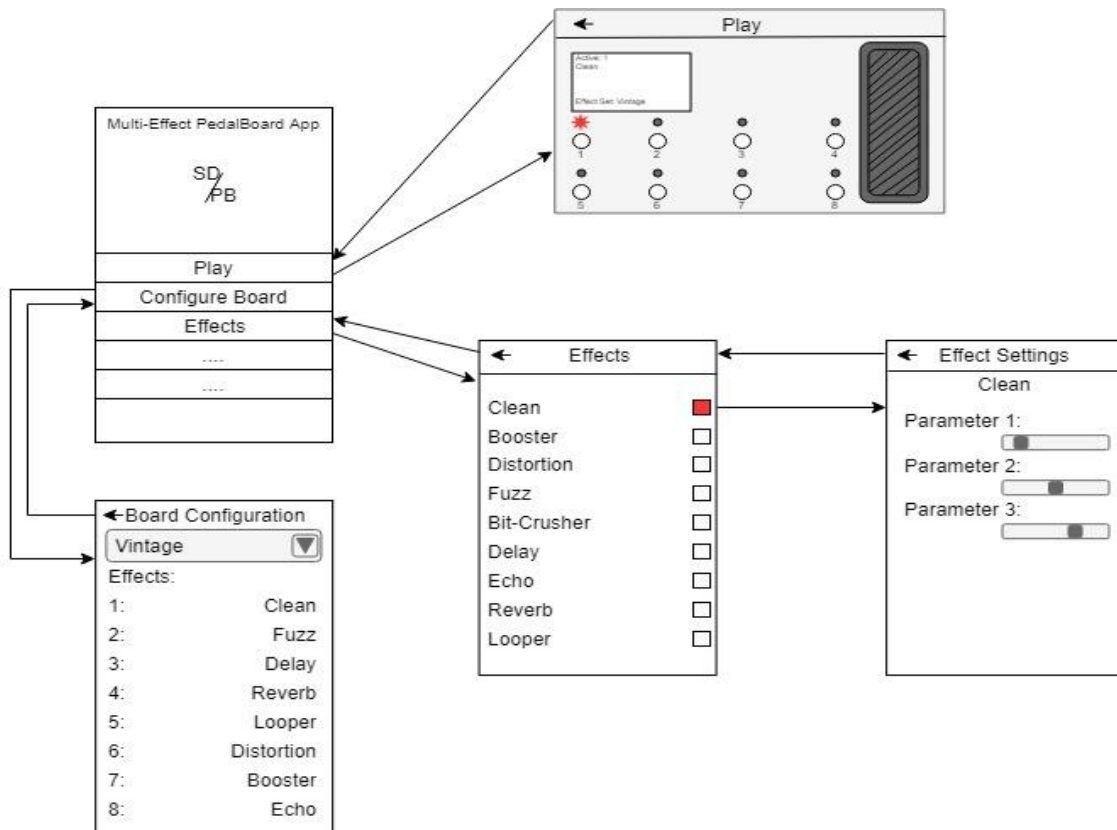 Play
Active: 1
Clean
Effect Set: Vintage
1 2 3 4
5 6 7 8
Multi-Effect PedalBoard App
SD
PB
Play
Configure Board
Effects
....
....
Board Configuration
Vintage
Effects:
1: Clean
2: Fuzz
3: Delay
4: Reverb
5: Looper
6: Distortion
7: Booster
8: Echo
Effects
Clean
Booster
Distortion
Fuzz
Bit-Crusher
Delay
Echo
Reverb
Looper
Effect Settings
Clean
Parameter 1:
Parameter 2:
Parameter 3: